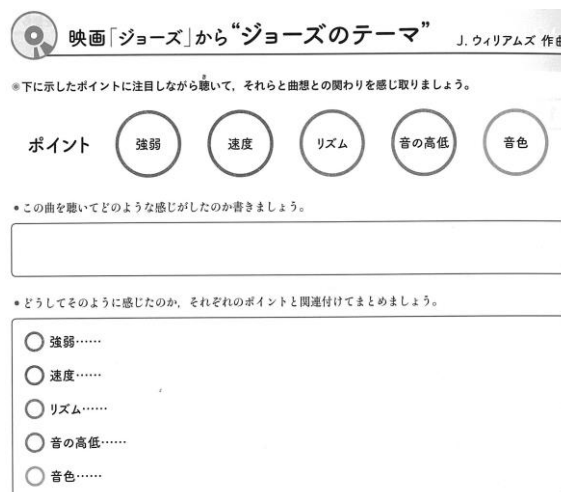 映画「ジョーズ」から“ジョーズのテーマ” J. ウィリアムズ 作曲
下に示したポイントに注目しながら聴いて，それらと曲想との関わりを感じ取りましょう。
ポイント 強弱 速度 リズム 音の高低 音色
•この曲を聴いてどのような感じがしたのか書きましょう。
•どうしてそのように感じたのか，それぞれのポイントと関連付けてまとめましょう。
強弱……
速度……
リズム……
音の高低……
音色……